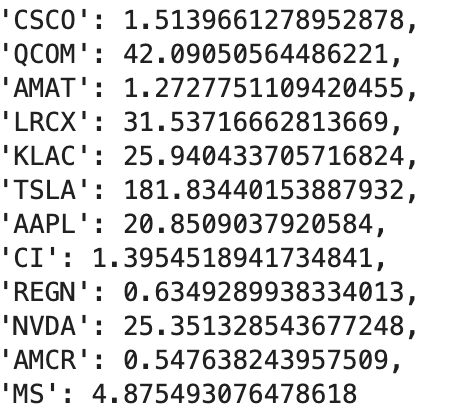 'CSCO': 1.5139661278952878,
'QCOM': 42.09050564486221,
'AMAT': 1.2727751109420455,
'LRCX': 31.53716662813669,
'KLAC': 25.940433705716824,
'TSLA': 181.83440153887932,
'AAPL': 20.8509037920584,
'CI': 1.3954518941734841,
'REGN': 0.6349289938334013,
'NVDA': 25.351328543677248,
'AMCR': 0.547638243957509,
'MS': 4.875493076478618